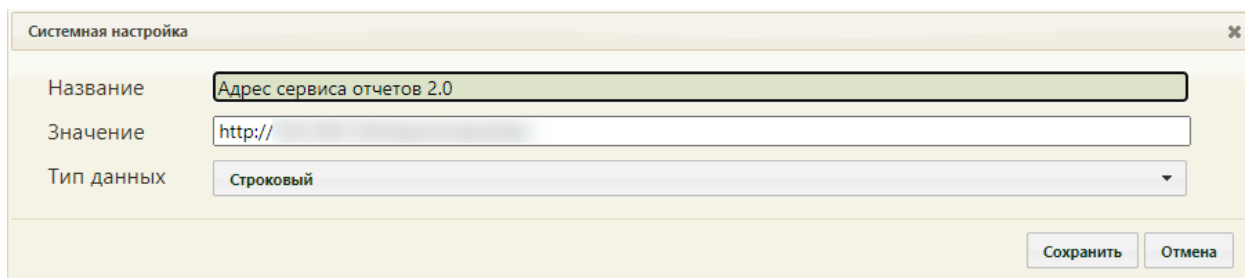 Системная настройка
Название Адрес сервиса отчетов 2.0
Значение http://
Тип данных Строковый
Сохранить Отмена